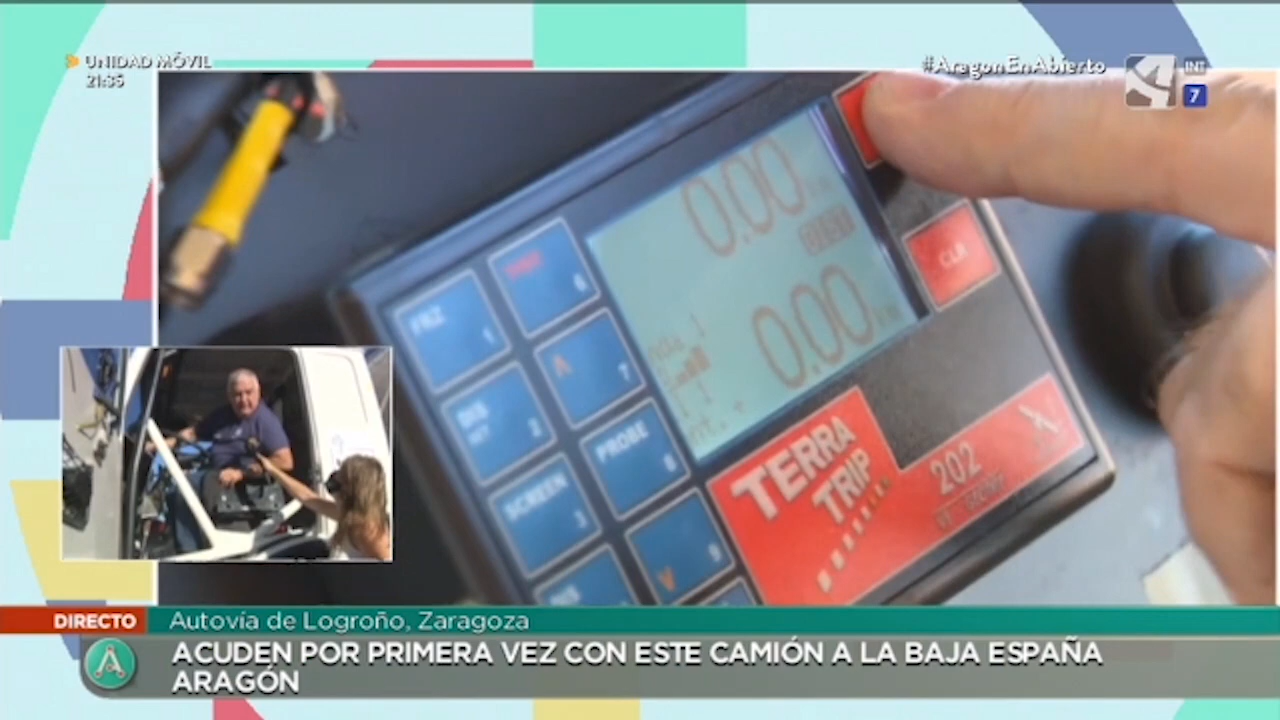 UNIDAD MÓVIL
21:35
#AragónEnAbierto
INT
7
0.00
0.00
CLR
FRZ 1
6
A 7
DIS 2
PROBE 8
SCREEN 3
9
TERRA
TRIP
202
DIRECTO
Autovía de Logroño, Zaragoza
ACUDEN POR PRIMERA VEZ CON ESTE CAMIÓN A LA BAJA ESPAÑA
ARAGÓN